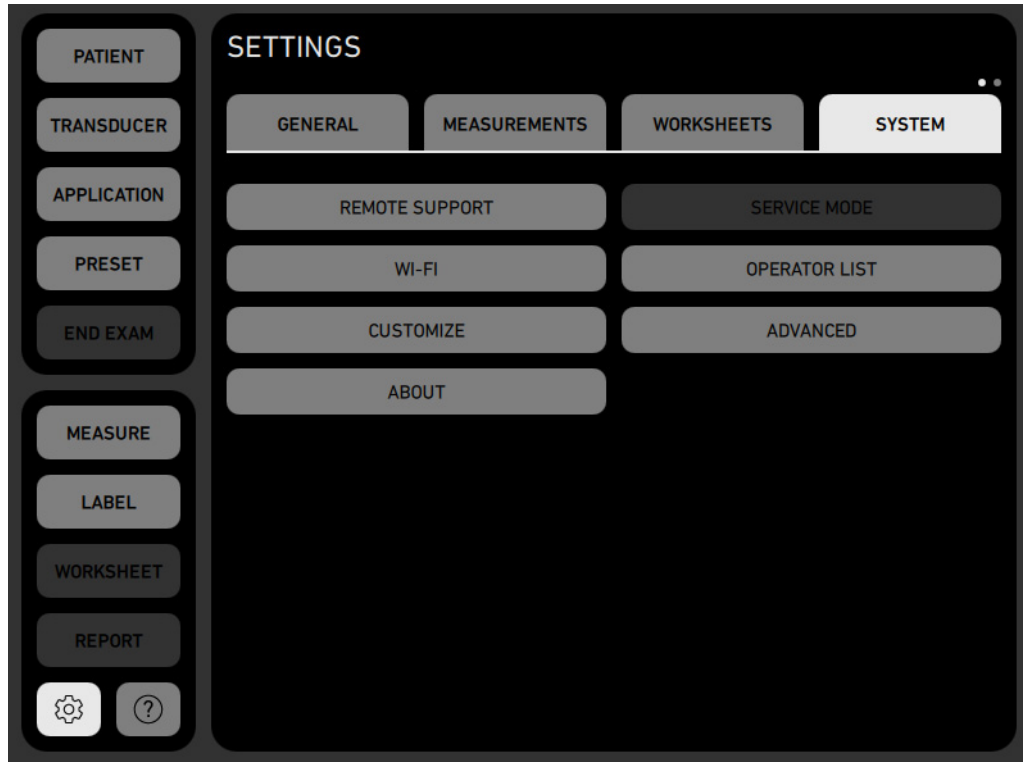 PATIENT
TRANSDUCER
APPLICATION
PRESET
END EXAM
MEASURE
LABEL
WORKSHEET
REPORT
?
SETTINGS
GENERAL MEASUREMENTS WORKSHEETS SYSTEM
REMOTE SUPPORT SERVICE MODE
WI-FI OPERATOR LIST
CUSTOMIZE ADVANCED
ABOUT